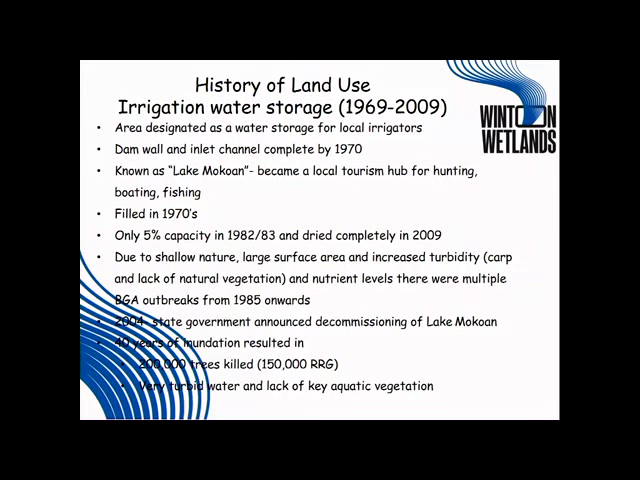 History of Land Use
Irrigation water storage (1969-2009)
WINTON
WETLANDS
• Area designated as a water storage for local irrigators
• Dam wall and inlet channel complete by 1970
• Known as “Lake Mokoan”- became a local tourism hub for hunting,
boating, fishing
• Filled in 1970’s
• Only 5% capacity in 1982/83 and dried completely in 2009
• Due to shallow nature, large surface area and increased turbidity (carp
and lack of natural vegetation) and nutrient levels there were multiple
BGA outbreaks from 1985 onwards
• 2004- state government announced decommissioning of Lake Mokoan
• 40 years of inundation resulted in
• 200,000 trees killed (150,000 RRG)
• Very turbid water and lack of key aquatic vegetation